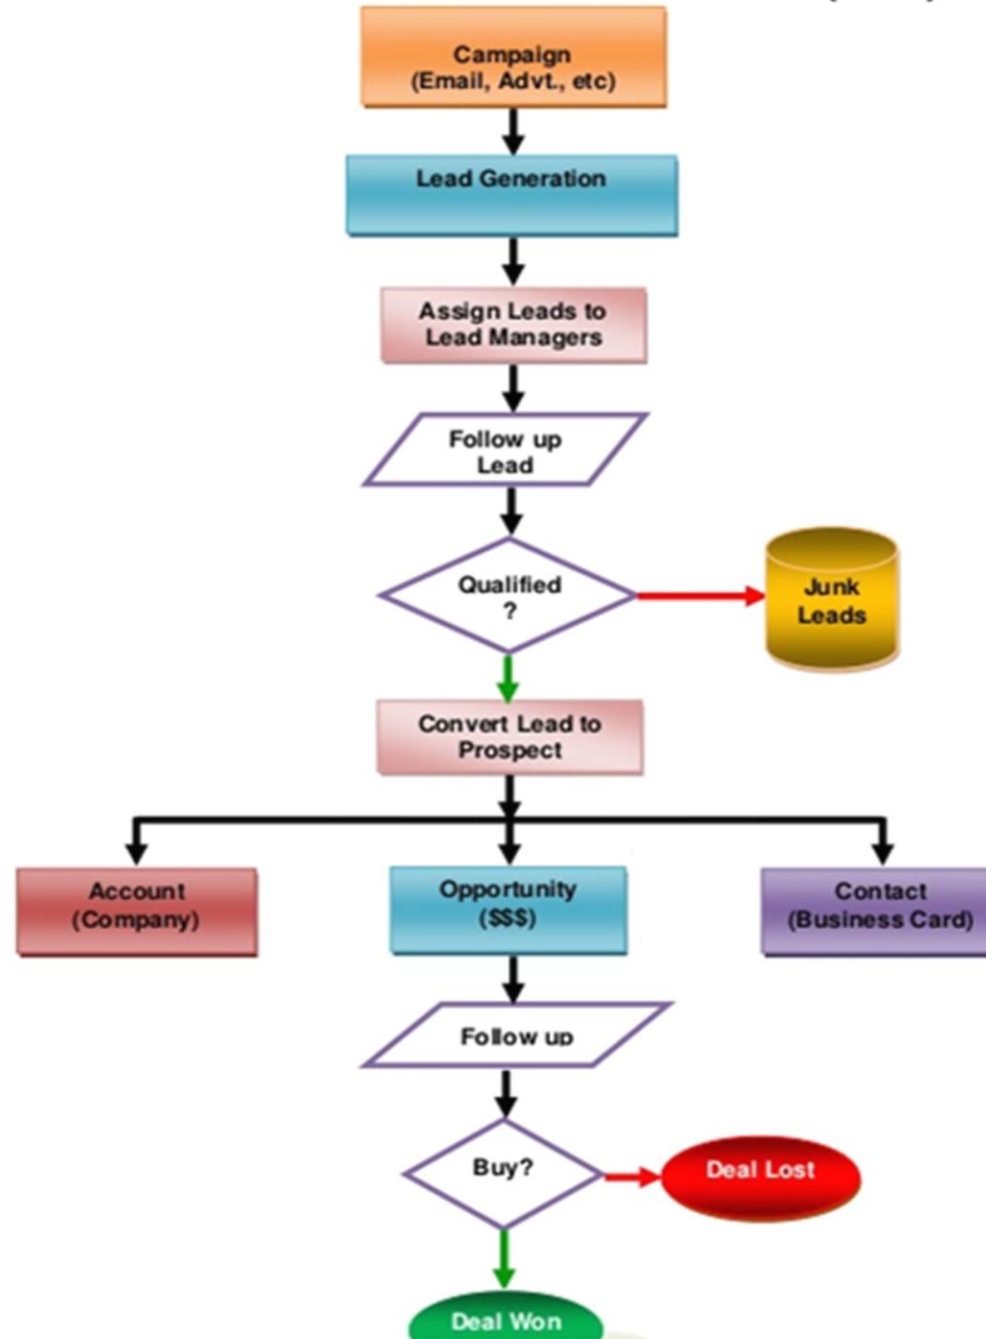 Campaign
(Email, Advt., etc)
Lead Generation
Assign Leads to
Lead Managers
Follow up
Lead
Qualified
?
Junk
Leads
Convert Lead to
Prospect
Account
(Company)
Opportunity
($$$)
Contact
(Business Card)
Follow up
Buy?
Deal Lost
Deal Won